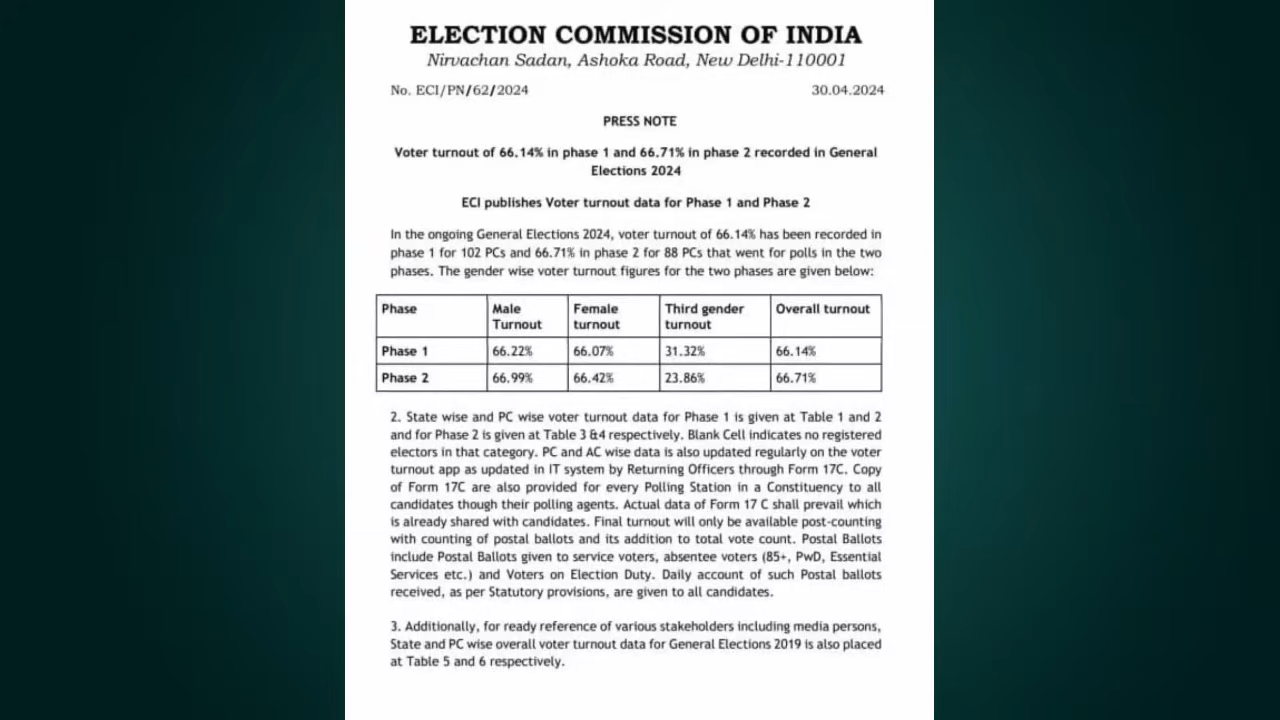 ELECTION COMMISSION OF INDIA
Nirvachan Sadan, Ashoka Road, New Delhi-110001
No. ECI/PN/62/2024 30.04.2024
PRESS NOTE
Voter turnout of 66.14% in phase 1 and 66.71% in phase 2 recorded in General
Elections 2024
ECI publishes Voter turnout data for Phase 1 and Phase 2
In the ongoing General Elections 2024, voter turnout of 66.14% has been recorded in
phase 1 for 102 PCs and 66.71% in phase 2 for 88 PCs that went for polls in the two
phases. The gender wise voter turnout figures for the two phases are given below:
Phase Male Turnout Female turnout Third gender turnout Overall turnout
Phase 1 66.22% 66.07% 31.32% 66.14%
Phase 2 66.99% 66.42% 23.86% 66.71%
2. State wise and PC wise voter turnout data for Phase 1 is given at Table 1 and 2
and for Phase 2 is given at Table 3 &4 respectively. Blank Cell indicates no registered
electors in that category. PC and AC wise data is also updated regularly on the voter
turnout app as updated in IT system by Returning Officers through Form 17C. Copy
of Form 17C are also provided for every Polling Station in a Constituency to all
candidates though their polling agents. Actual data of Form 17 C shall prevail which
is already shared with candidates. Final turnout will only be available post-counting
with counting of postal ballots and its addition to total vote count. Postal Ballots
include Postal Ballots given to service voters, absentee voters (85+, PwD, Essential
Services etc.) and Voters on Election Duty. Daily account of such Postal ballots
received, as per Statutory provisions, are given to all candidates.
3. Additionally, for ready reference of various stakeholders including media persons,
State and PC wise overall voter turnout data for General Elections 2019 is also placed
at Table 5 and 6 respectively.